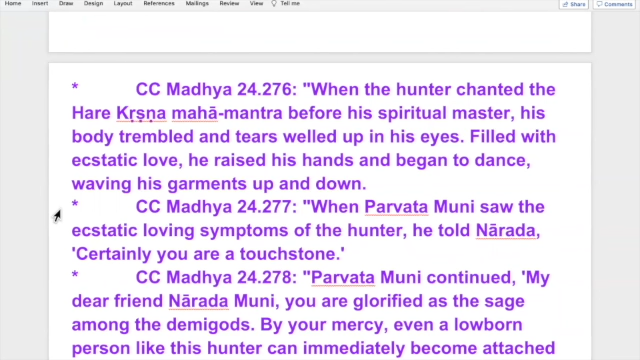 Home Insert Draw Design Layout References Mailings Review View Tell me Share Comments
* CC Madhya 24.276: "When the hunter chanted the
Hare Kṛṣṇa mahā-mantra before his spiritual master, his
body trembled and tears welled up in his eyes. Filled with
ecstatic love, he raised his hands and began to dance,
waving his garments up and down.
* CC Madhya 24.277: "When Parvata Muni saw the
ecstatic loving symptoms of the hunter, he told Nārada,
'Certainly you are a touchstone.'
* CC Madhya 24.278: "Parvata Muni continued, 'My
dear friend Nārada Muni, you are glorified as the sage
among the demigods. By your mercy, even a lowborn
person like this hunter can immediately become attached